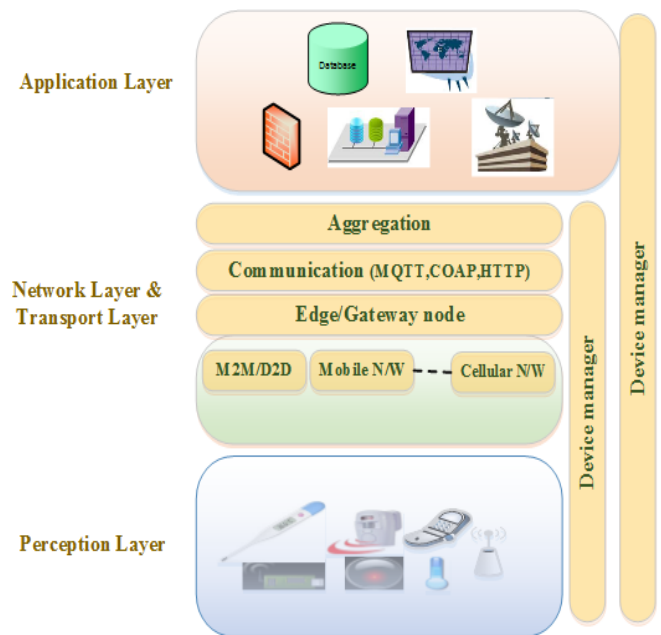 Application Layer
Database
Aggregation
Communication (MQTT,COAP,HTTP)
Network Layer &
Transport Layer
Edge/Gateway node
M2M/D2D
Mobile N/W
Cellular N/W
Perception Layer
Device manager
Device manager